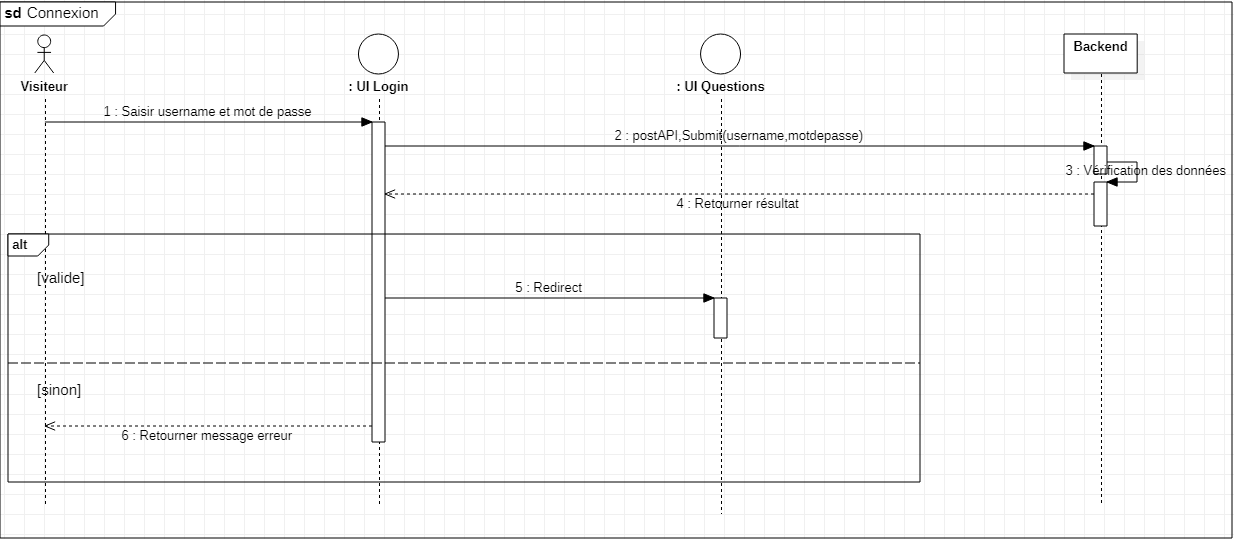 sd Connexion
Visiteur
: UI Login
: UI Questions
Backend
1 : Saisir username et mot de passe
2 : postAPI,Submit(username,motdepasse)
3 : Vérification des données
4 : Retourner résultat
alt
[valide]
5 : Redirect
[sinon]
6 : Retourner message erreur